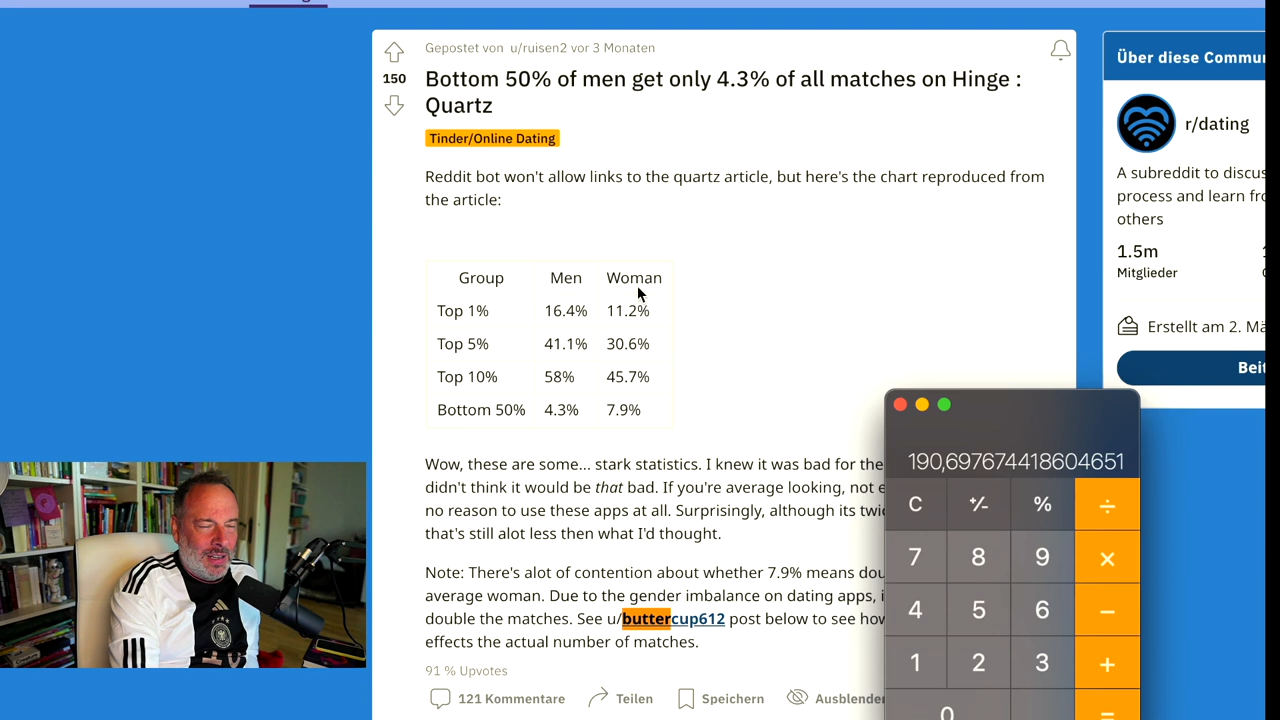 Gepostet von u/ruisen2 vor 3 Monaten
150
Bottom 50% of men get only 4.3% of all matches on Hinge :
Quartz
Tinder/Online Dating
Reddit bot won't allow links to the quartz article, but here's the chart reproduced from
the article:
Group Men Woman
Top 1% 16.4% 11.2%
Top 5% 41.1% 30.6%
Top 10% 58% 45.7%
Bottom 50% 4.3% 7.9%
Wow, these are some... stark statistics. I knew it was bad for the
didn't think it would be that bad. If you're average looking, not
no reason to use these apps at all. Surprisingly, although its
that's still alot less then what I'd thought.
Note: There's alot of contention about whether 7.9% means
average woman. Due to the gender imbalance on dating apps,
double the matches. See u/buttercup612 post below to see how
effects the actual number of matches.
91 % Upvotes
121 Kommentare Teilen Speichern Ausblenden
Über diese
r/dating
A subreddit to
process and learn
others
1.5m
Mitglieder
Erstellt am 2.
190,697674418604651
C +/- % ÷
7 8 9 ×
4 5 6 −
1 2 3 +
0 =